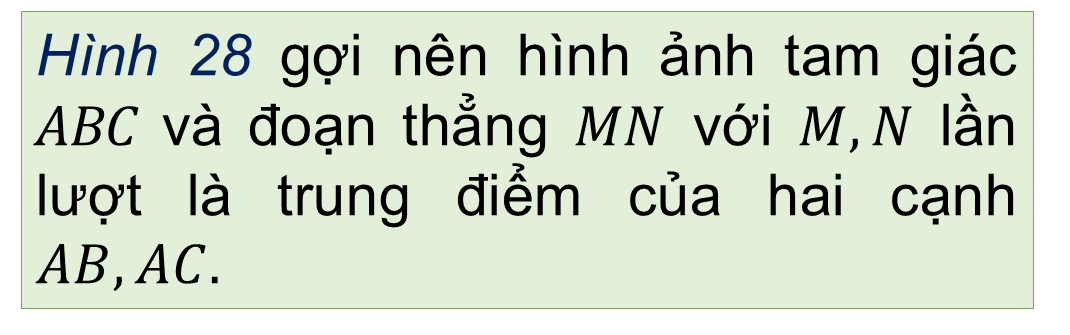 Hình 28 gợi nên hình ảnh tam giác
ABC và đoạn thẳng MN với M, N lần
lượt là trung điểm của hai cạnh
AB, AC.